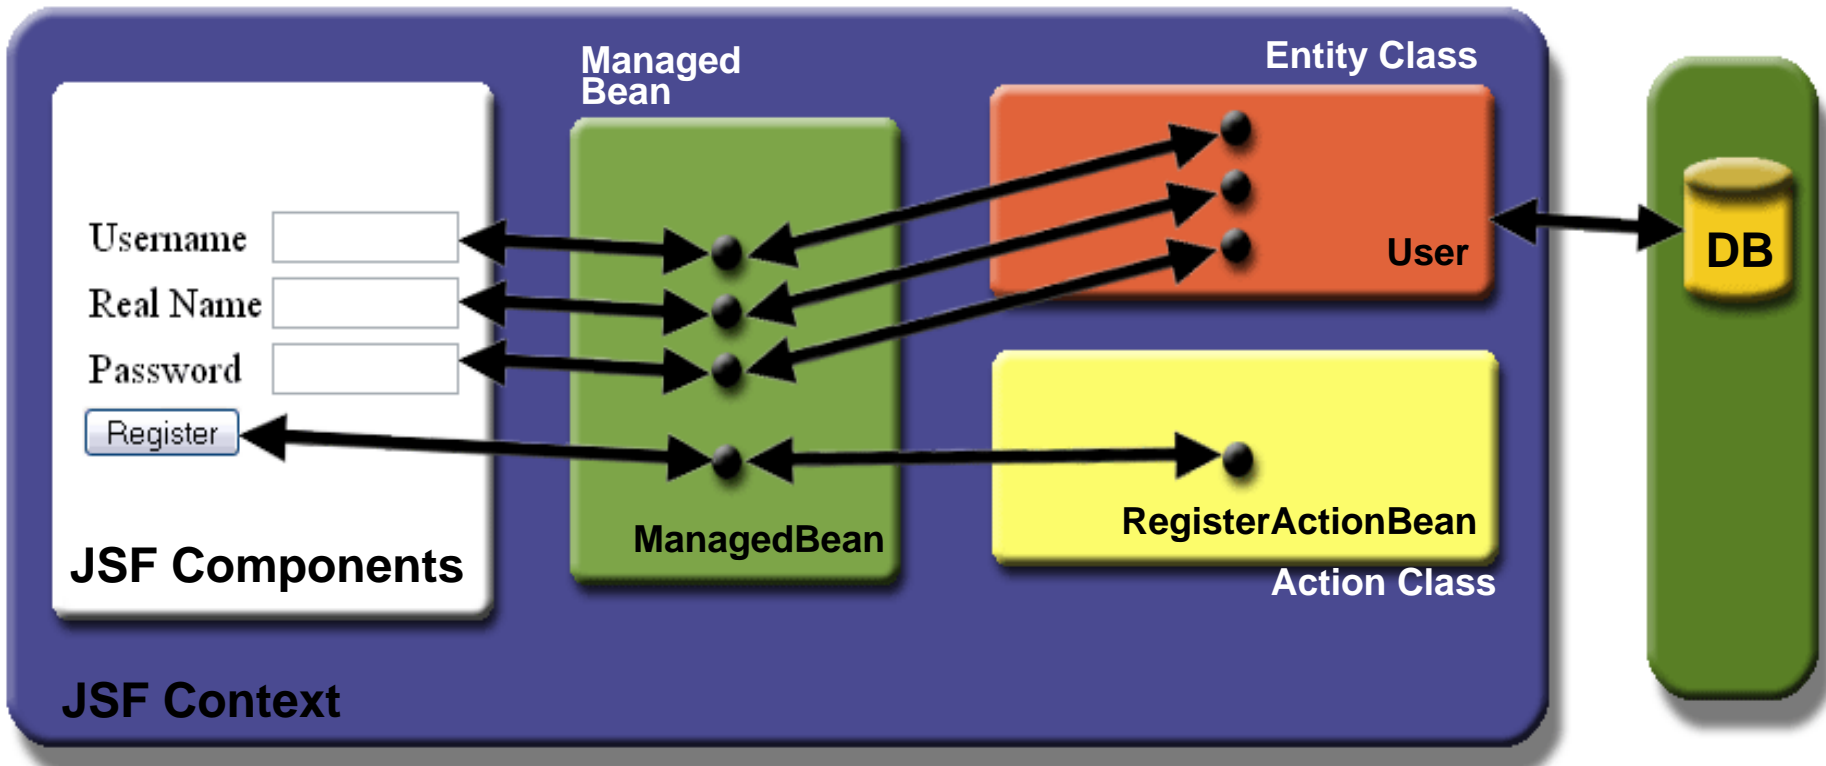 Managed
Bean
Entity Class
Username
Real Name
Password
Register
JSF Components
ManagedBean
User
DB
RegisterActionBean
Action Class
JSF Context